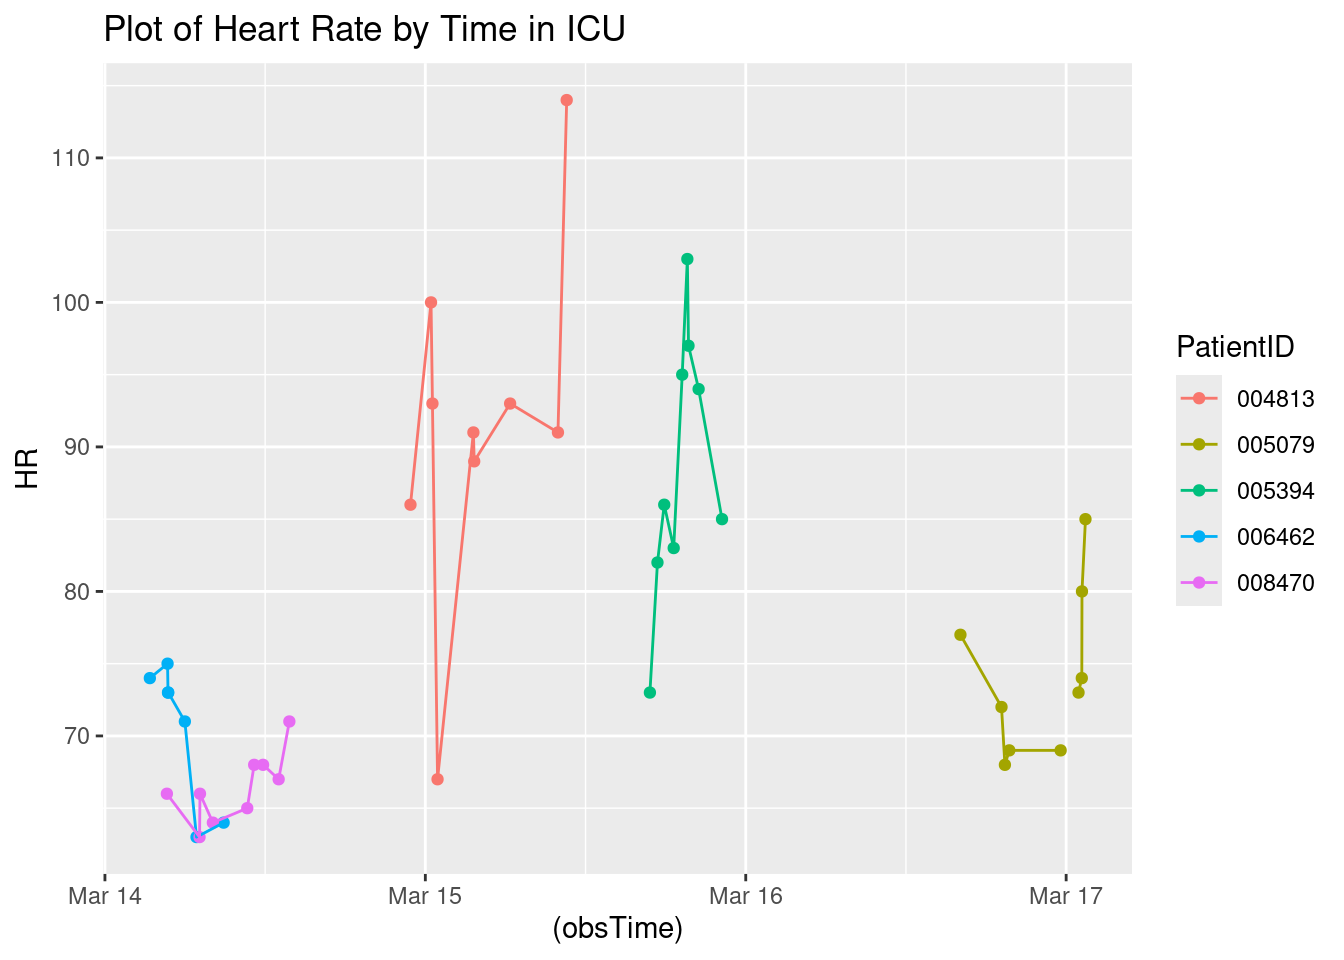 Plot of Heart Rate by Time in ICU
HR
110
100
90
80
70
Mar 14
Mar 15
Mar 16
Mar 17
(obsTime)
PatientID
004813
005079
005394
006462
008470